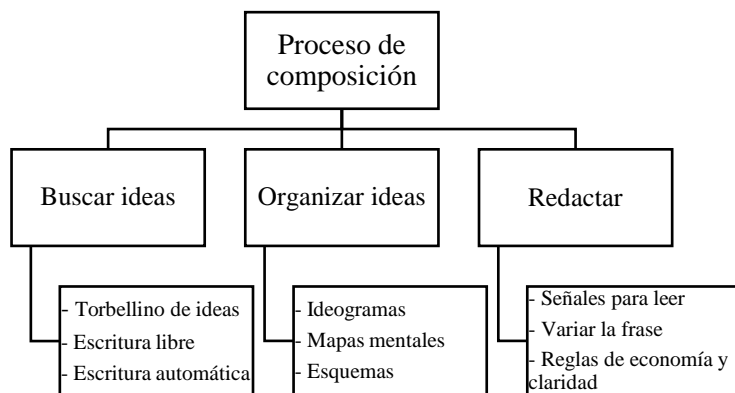 Proceso de
composición
Buscar ideas
Organizar ideas
Redactar
- Torbellino de ideas
- Escritura libre
- Escritura automática
- Ideogramas
- Mapas mentales
- Esquemas
- Señales para leer
- Variar la frase
- Reglas de economía y
claridad